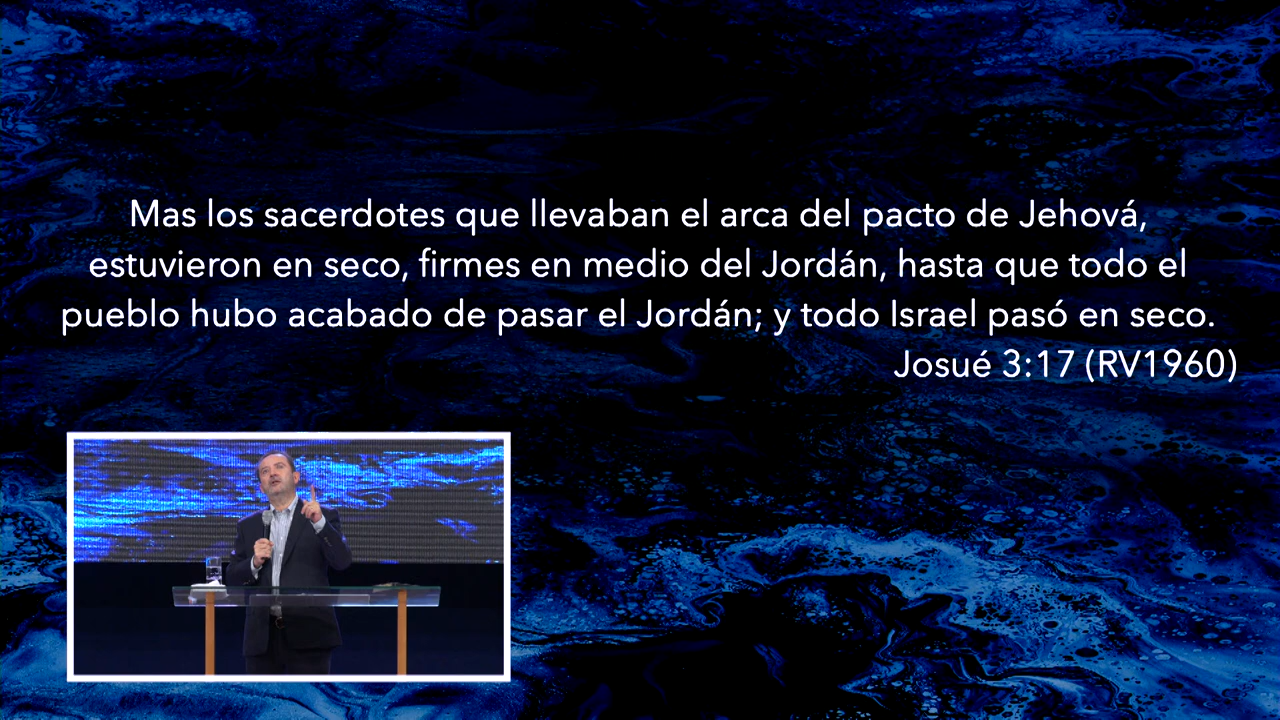 Mas los sacerdotes que llevaban el arca del pacto de Jehová,
estuvieron en seco, firmes en medio del Jordán, hasta que todo el
pueblo hubo acabado de pasar el Jordán; y todo Israel pasó en seco.
Josué 3:17 (RV1960)